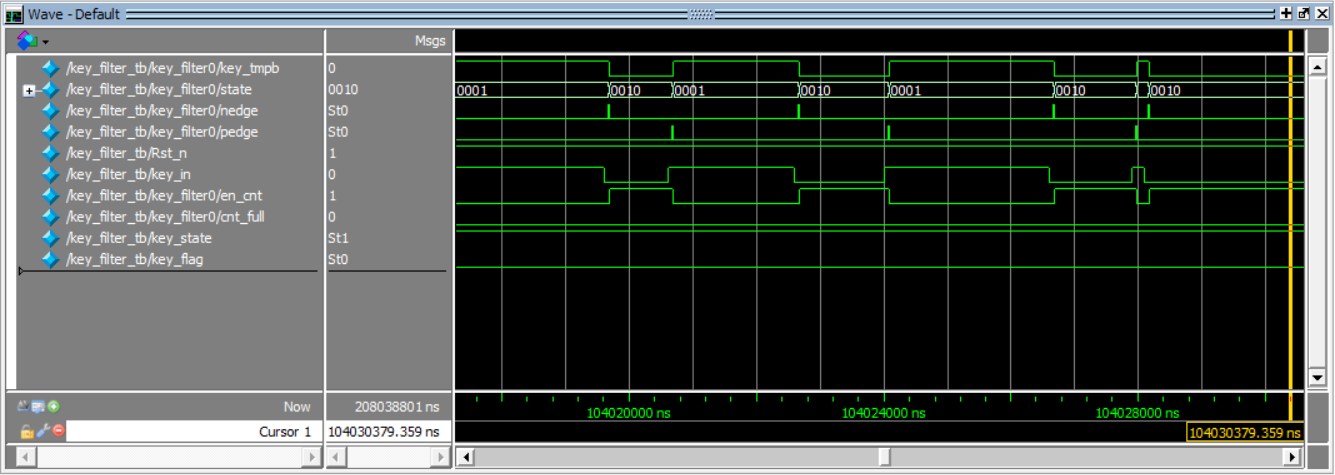 Wave - Default
Msgs
/key_filter_tb/key_filter0/key_tmpb 0
/key_filter_tb/key_filter0/state 0010 0001 0010 0001 0010 0001 0010 0010
/key_filter_tb/key_filter0/nedge St0
/key_filter_tb/key_filter0/pedge St0
/key_filter_tb/Rst_n 1
/key_filter_tb/key_in 0
/key_filter_tb/key_filter0/en_cnt 1
/key_filter_tb/key_filter0/cnt_full 0
/key_filter_tb/key_state St1
/key_filter_tb/key_flag St0
Now 208038801 ns 104020000 ns 104024000 ns 104028000 ns
Cursor 1 104030379.359 ns 104030379.359 ns